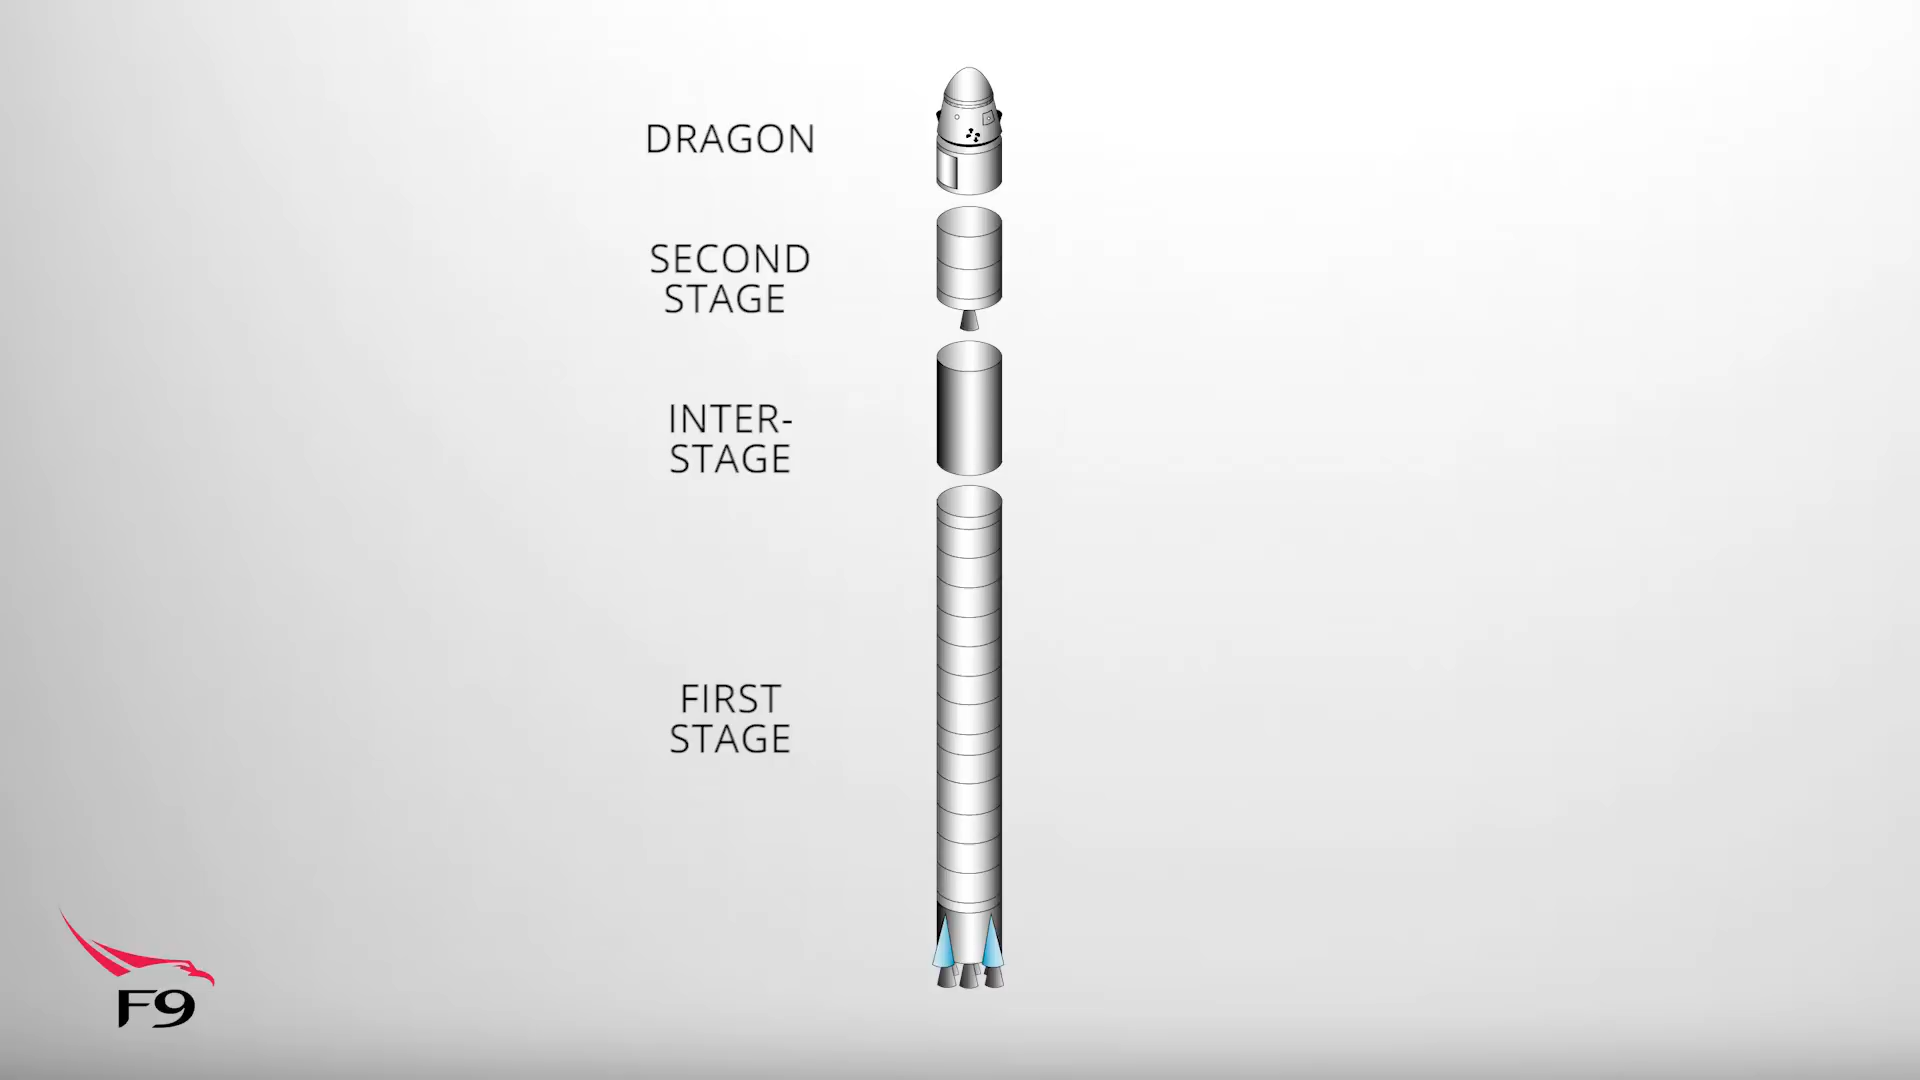 DRAGON
SECOND
STAGE
INTER-
STAGE
FIRST
STAGE
F9